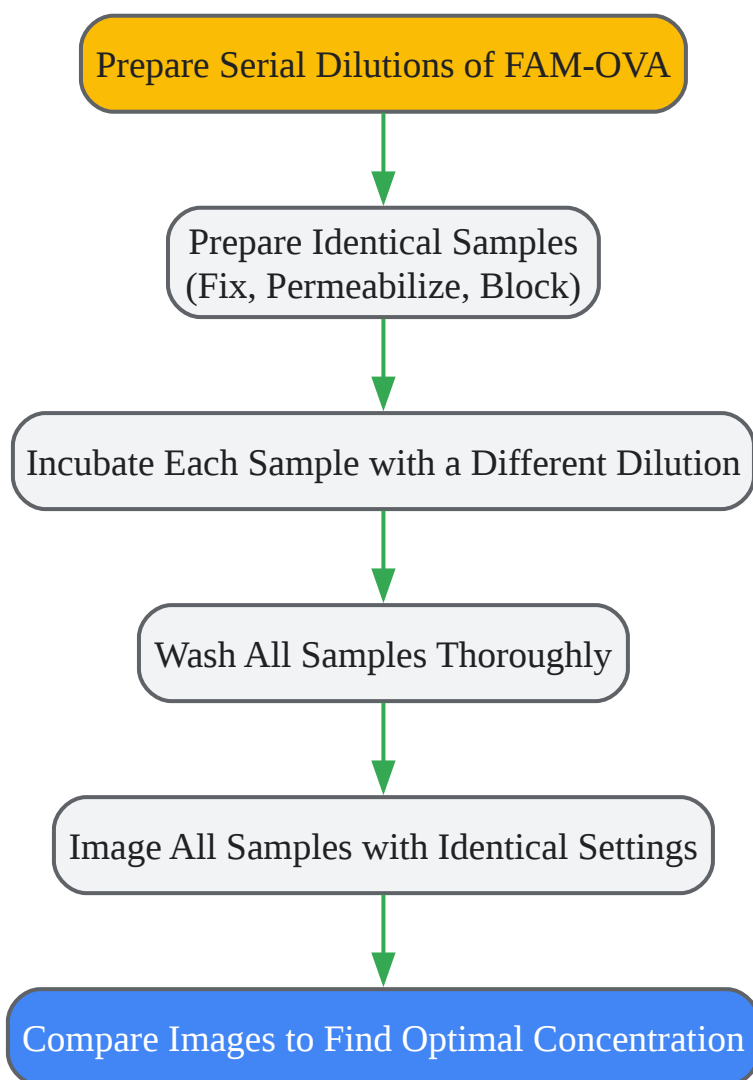 Prepare Serial Dilutions of FAM-OVA
Prepare Identical Samples
(Fix, Permeabilize, Block)
Incubate Each Sample with a Different Dilution
Wash All Samples Thoroughly
Image All Samples with Identical Settings
Compare Images to Find Optimal Concentration